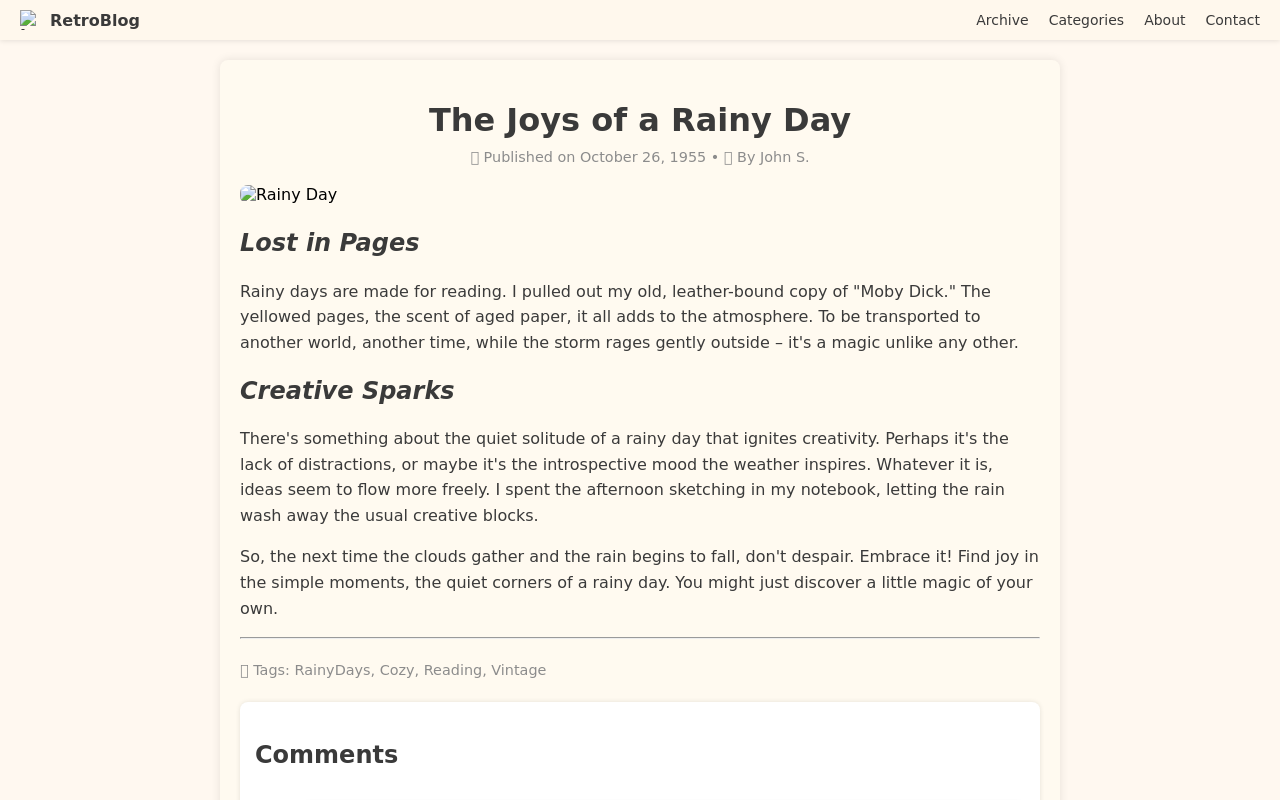 RetroBlog
Archive Categories About Contact
The Joys of a Rainy Day
Published on October 26, 1955 • By John S.
Rainy Day
Lost in Pages
Rainy days are made for reading. I pulled out my old, leather-bound copy of "Moby Dick." The
yellowed pages, the scent of aged paper, it all adds to the atmosphere. To be transported to
another world, another time, while the storm rages gently outside – it's a magic unlike any other.
Creative Sparks
There's something about the quiet solitude of a rainy day that ignites creativity. Perhaps it's the
lack of distractions, or maybe it's the introspective mood the weather inspires. Whatever it is,
ideas seem to flow more freely. I spent the afternoon sketching in my notebook, letting the rain
wash away the usual creative blocks.
So, the next time the clouds gather and the rain begins to fall, don't despair. Embrace it! Find joy in
the simple moments, the quiet corners of a rainy day. You might just discover a little magic of your
own.
Tags: RainyDays, Cozy, Reading, Vintage
Comments